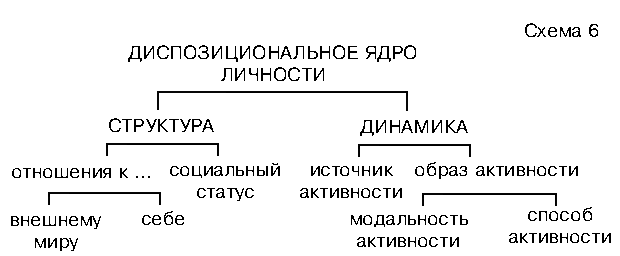 Схема 6
ДИСПОЗИЦИОНАЛЬНОЕ ЯДРО
ЛИЧНОСТИ
СТРУКТУРА
ДИНАМИКА
отношения к ...
социальный
статус
источник
активности
образ активности
внешнему
миру
себе
модальность
активности
способ
активности